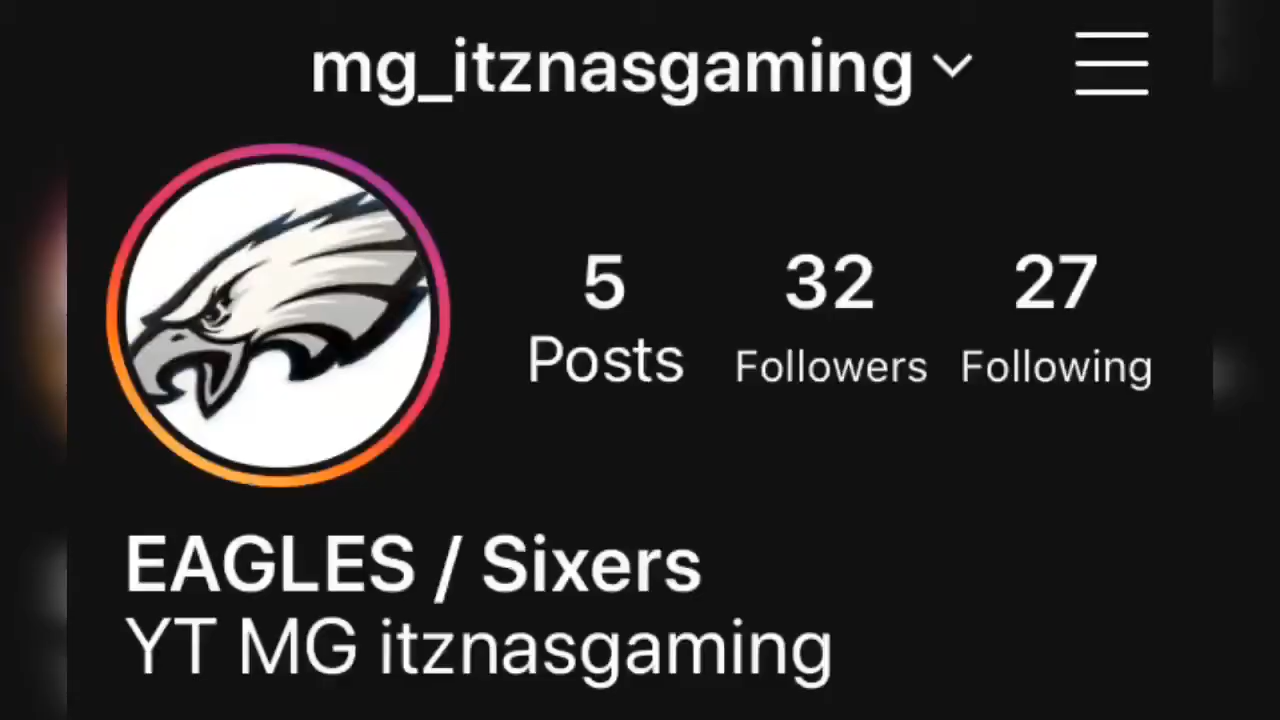 mg_itznasgaming
5 32 27
Posts Followers Following
EAGLES / Sixers
YT MG itznasgaming